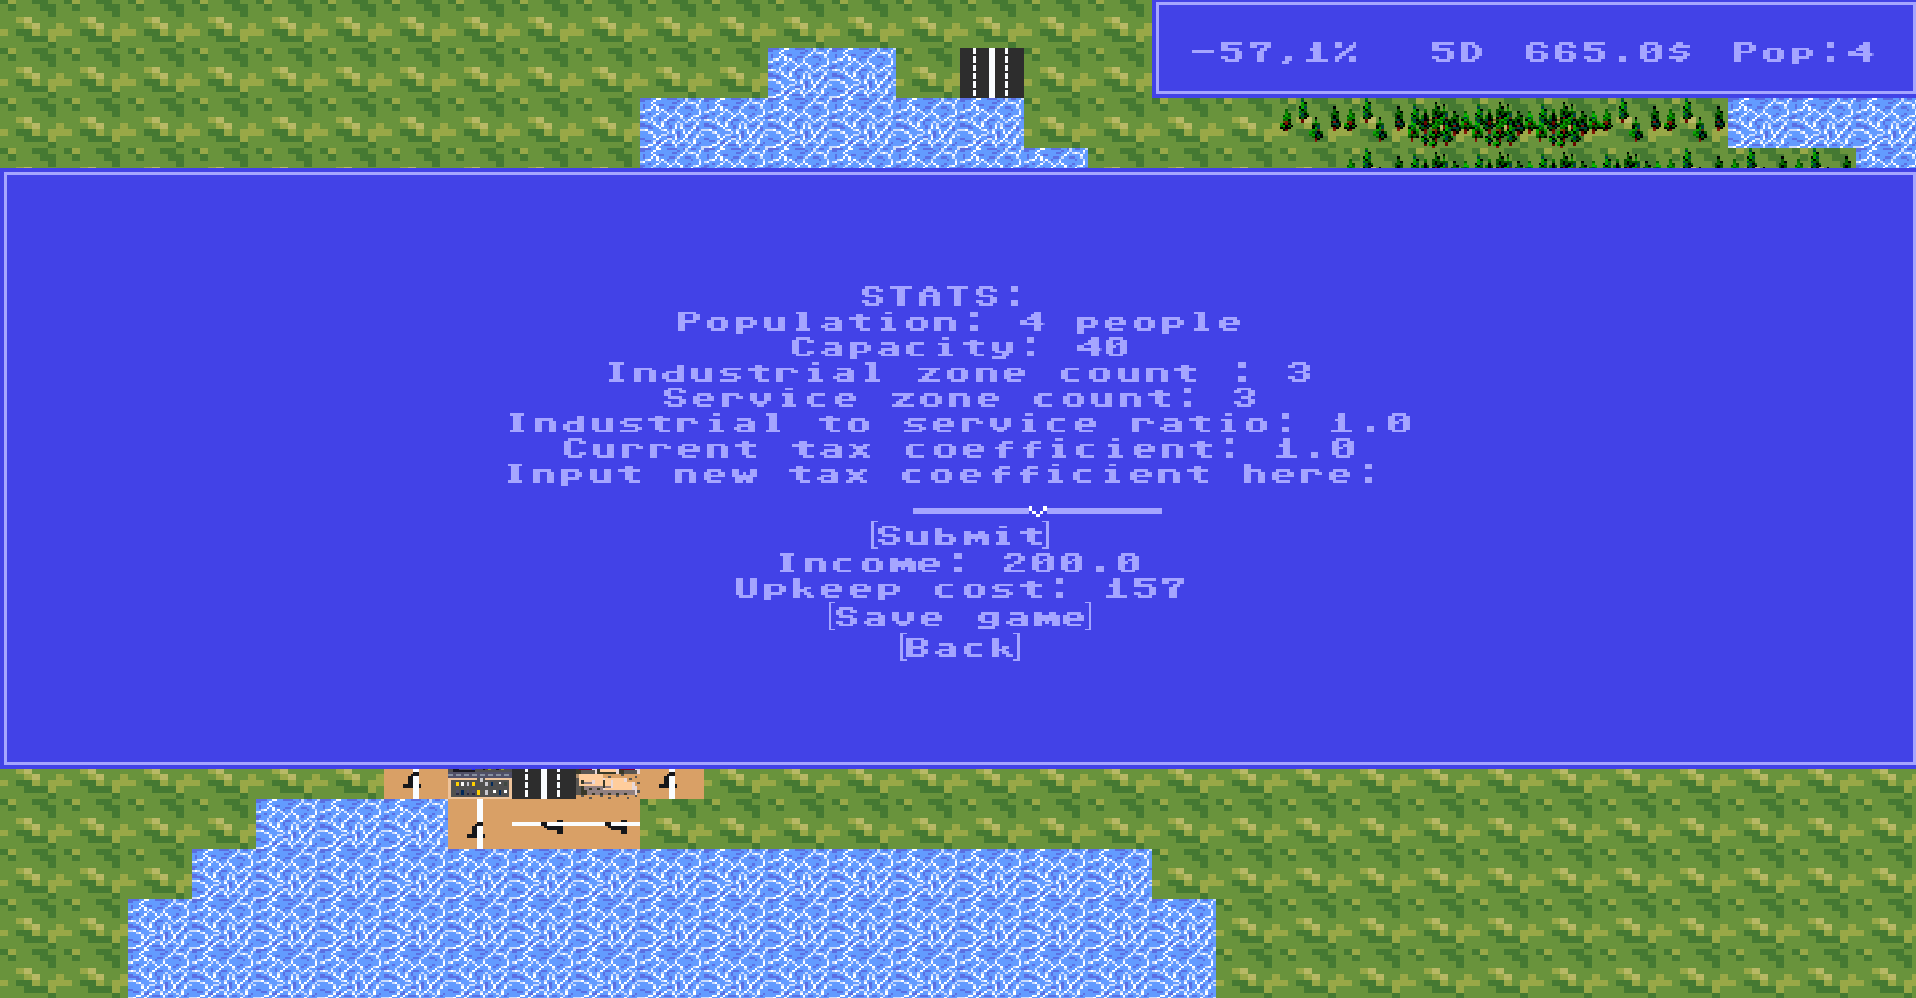 -57,1% 5D 665.0$ Pop:4
STATS:
Population: 4 people
Capacity: 40
Industrial zone count : 3
Service zone count: 3
Industrial to service ratio: 1.0
Current tax coefficient: 1.0
Input new tax coefficient here:
[Submit]
Income: 200.0
Upkeep cost: 157
[Save game]
[Back]